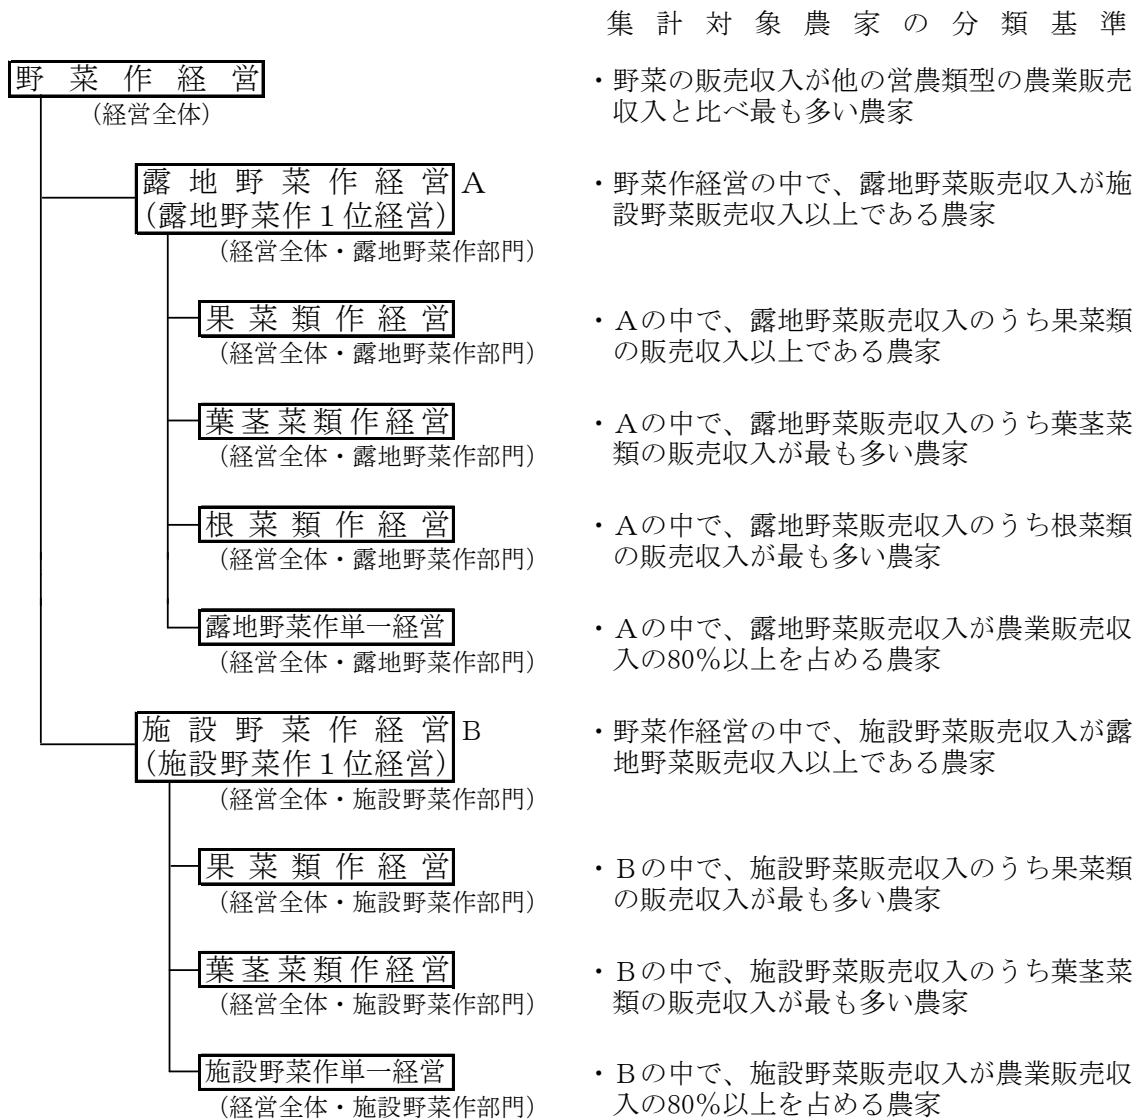 集計対象農家の分類基準
野菜作経営
(経営全体)
・野菜の販売収入が他の営農類型の農業販売
収入と比べ最も多い農家
露地野菜作経営 A
(露地野菜作1位経営)
(経営全体・露地野菜作部門)
・野菜作経営の中で、露地野菜販売収入が施
設野菜販売収入以上である農家
果菜類作経営
(経営全体・露地野菜作部門)
・Aの中で、露地野菜販売収入のうち果菜類
の販売収入以上である農家
葉茎菜類作経営
(経営全体・露地野菜作部門)
・Aの中で、露地野菜販売収入のうち葉茎菜
類の販売収入が最も多い農家
根菜類作経営
(経営全体・露地野菜作部門)
・Aの中で、露地野菜販売収入のうち根菜類
の販売収入が最も多い農家
露地野菜作単一経営
(経営全体・露地野菜作部門)
・Aの中で、露地野菜販売収入が農業販売収
入の80%以上を占める農家
施設野菜作経営 B
(施設野菜作1位経営)
(経営全体・施設野菜作部門)
・野菜作経営の中で、施設野菜販売収入が露
地野菜販売収入以上である農家
果菜類作経営
(経営全体・施設野菜作部門)
・Bの中で、施設野菜販売収入のうち果菜類
の販売収入が最も多い農家
葉茎菜類作経営
(経営全体・施設野菜作部門)
・Bの中で、施設野菜販売収入のうち葉茎菜
類の販売収入が最も多い農家
施設野菜作単一経営
(経営全体・施設野菜作部門)
・Bの中で、施設野菜販売収入が農業販売収
入の80%以上を占める農家